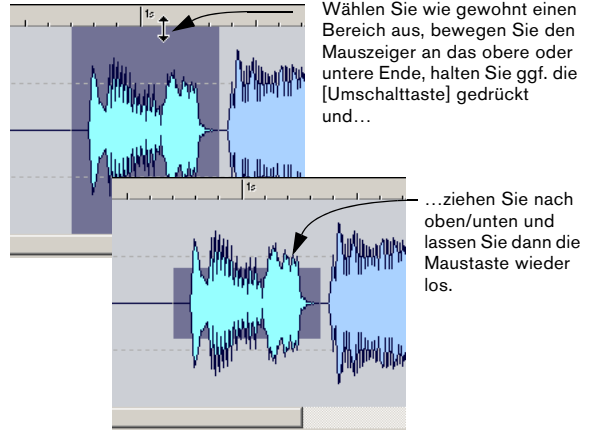 1s
Wählen Sie wie gewohnt einen
Bereich aus, bewegen Sie den
Mauszeiger an das obere oder
untere Ende, halten Sie ggf. die
[Umschalttaste] gedrückt
und…
1s
…ziehen Sie nach
oben/unten und
lassen Sie dann die
Maustaste wieder
los.